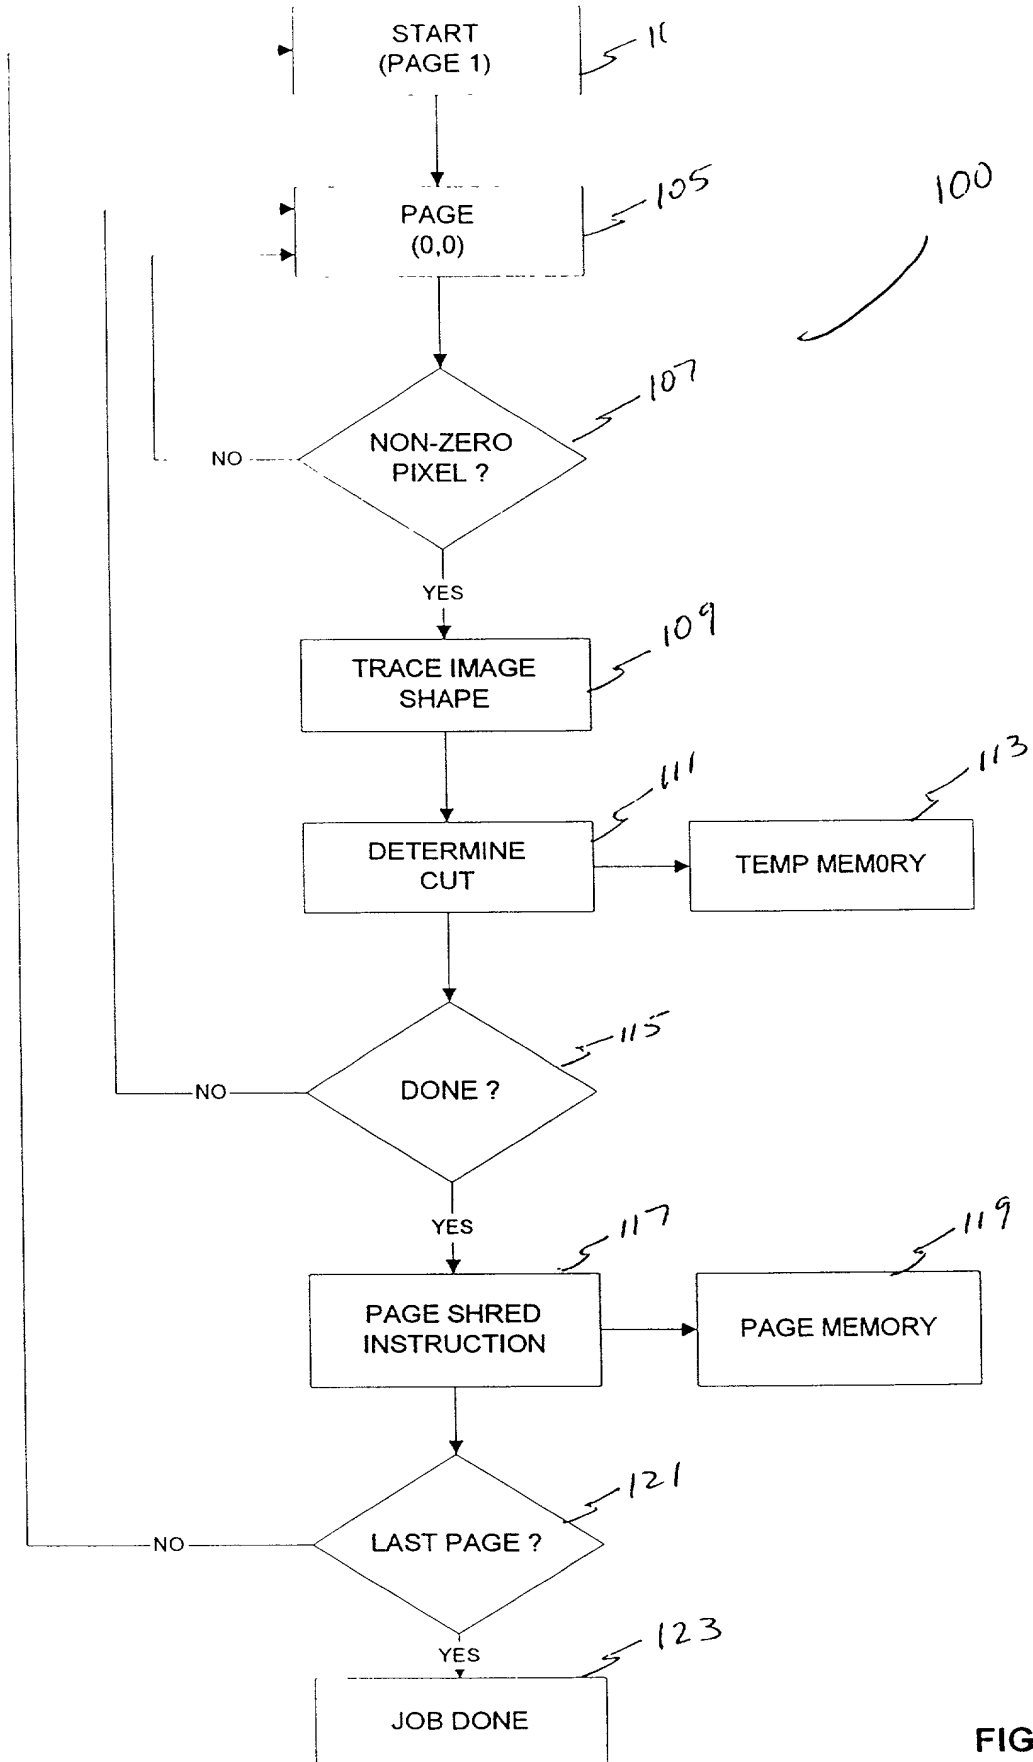 START
(PAGE 1)
11
PAGE
(0,0)
105
100
NON-ZERO
PIXEL ?
107
NO
YES
TRACE IMAGE
SHAPE
109
DETERMINE
CUT
111
TEMP MEM0RY
113
DONE ?
115
NO
YES
PAGE SHRED
INSTRUCTION
117
PAGE MEMORY
119
LAST PAGE ?
121
NO
YES
JOB DONE
123
FIG